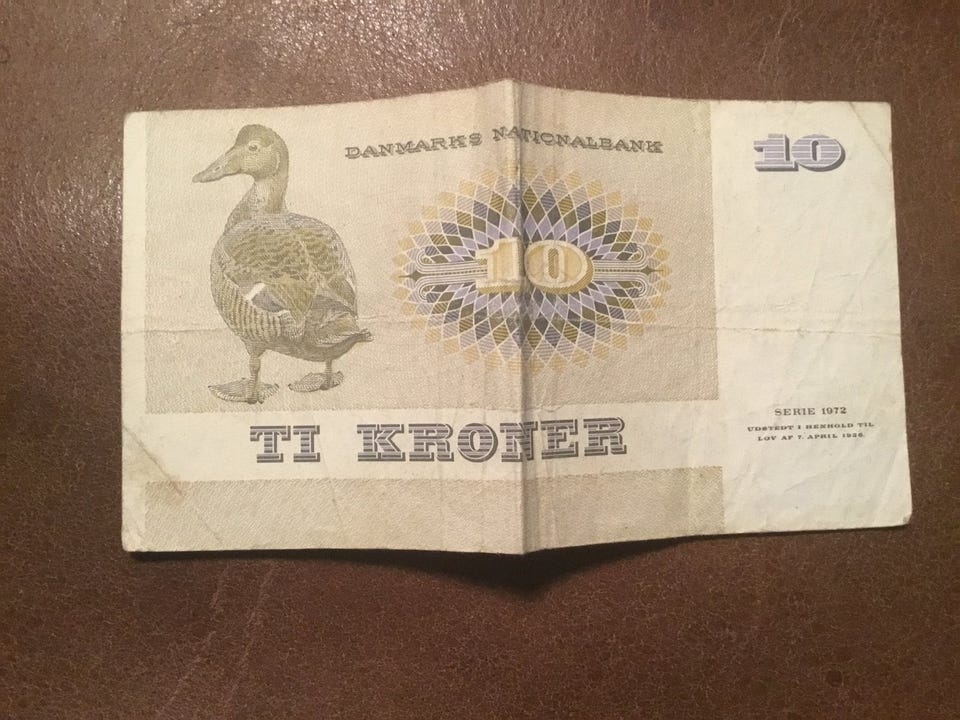 DANMARKS NATIONALBANK
10
10
TI KRONER
SERIE 1972
UDSTEDT I HENHOLD TIL
LOV AF 7. APRIL 1936.